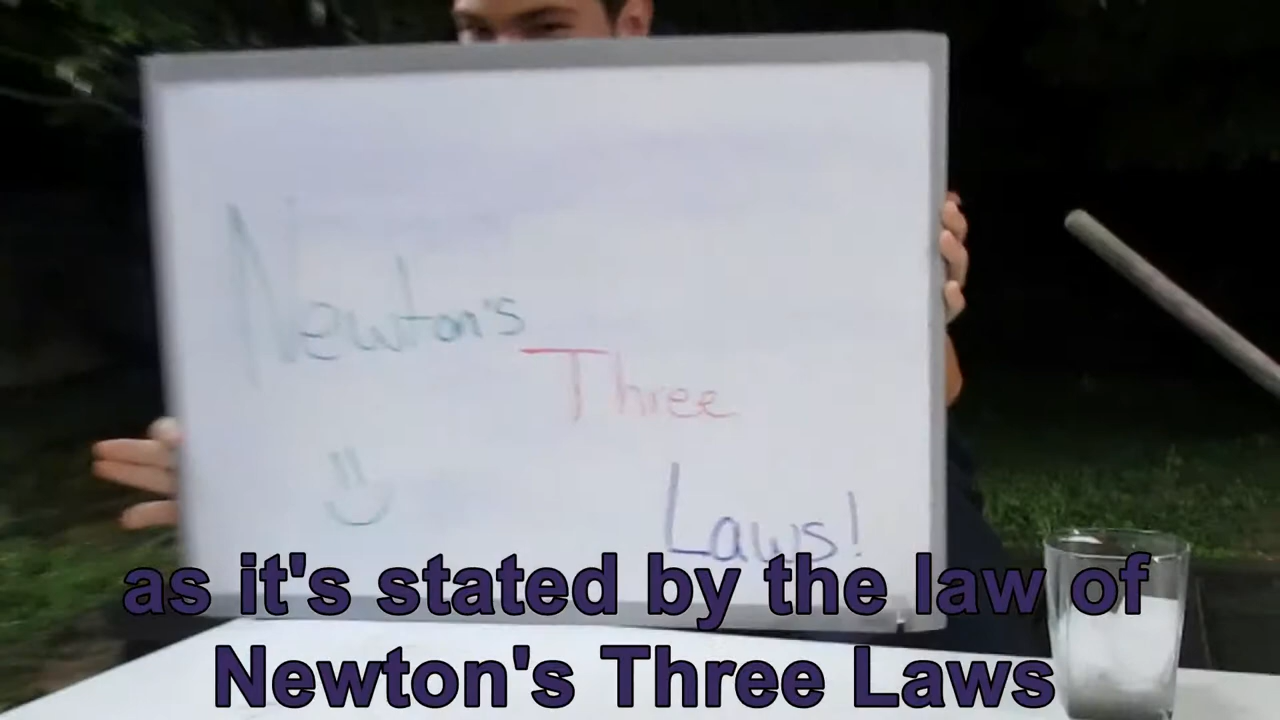 Newton's
Three
Laws!
as it's stated by the law of
Newton's Three Laws